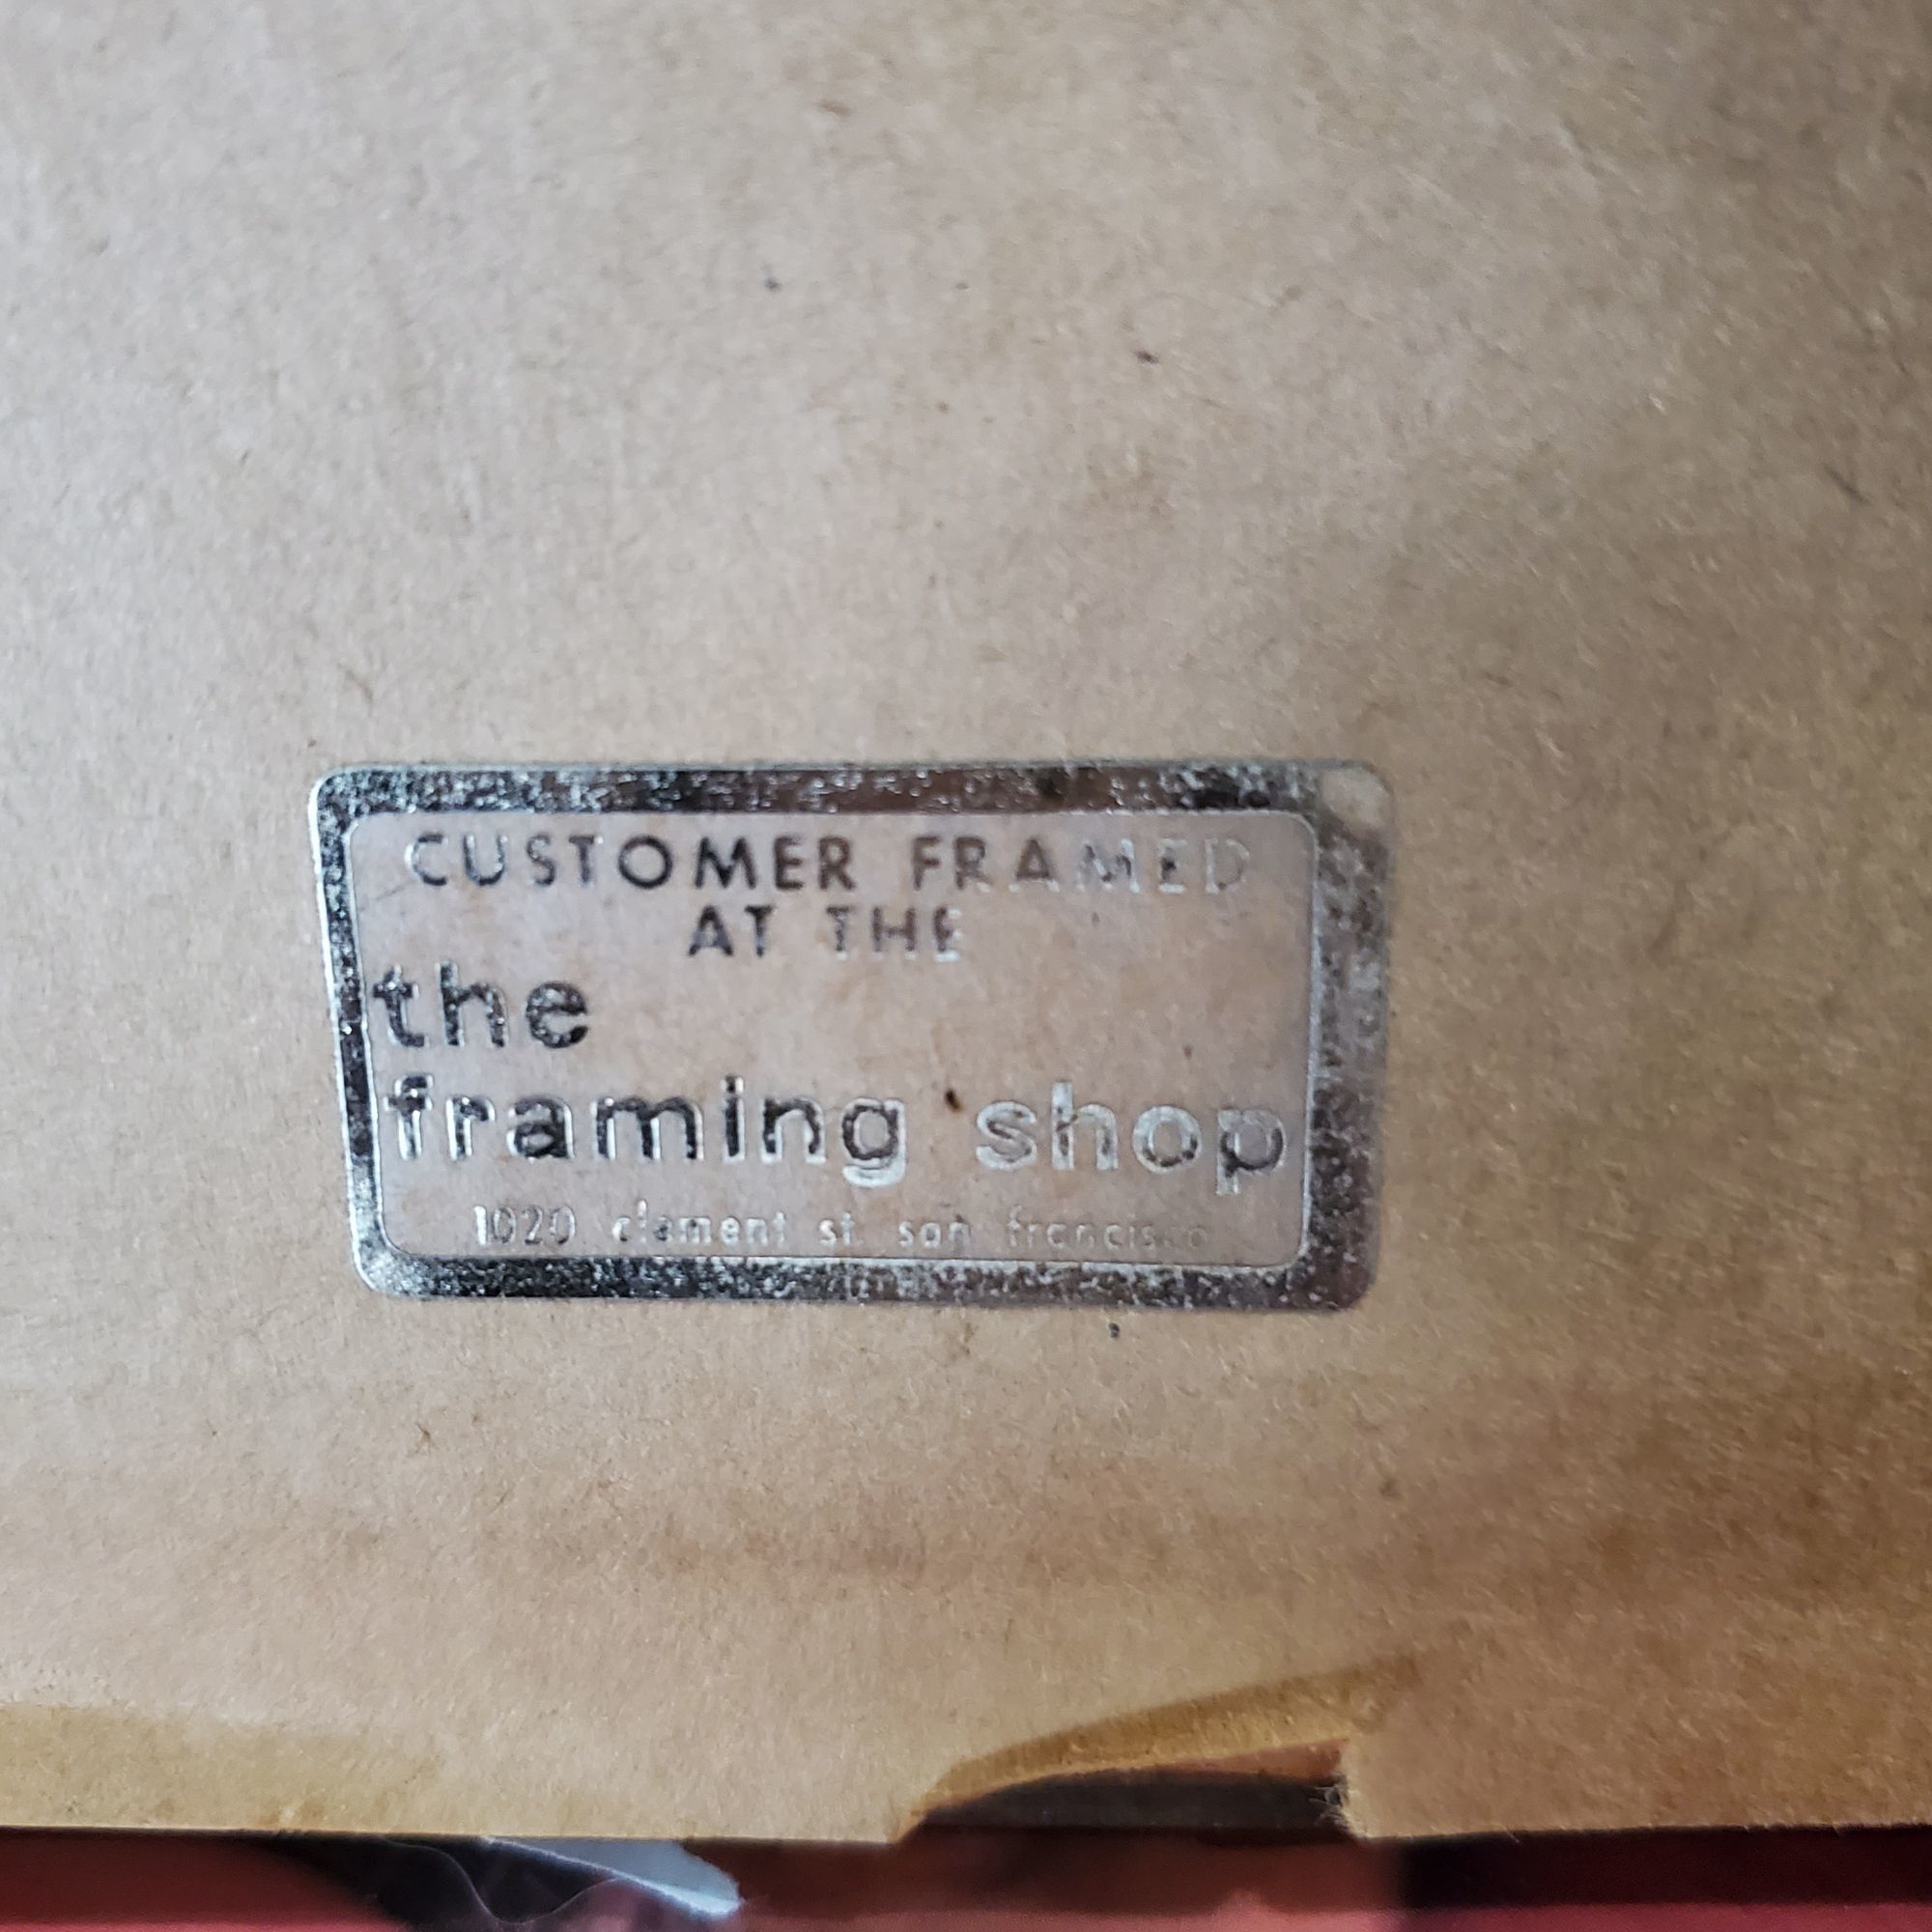 CUSTOMER FRAMED
AT THE
the
framing shop
1020 clement st. san francisco